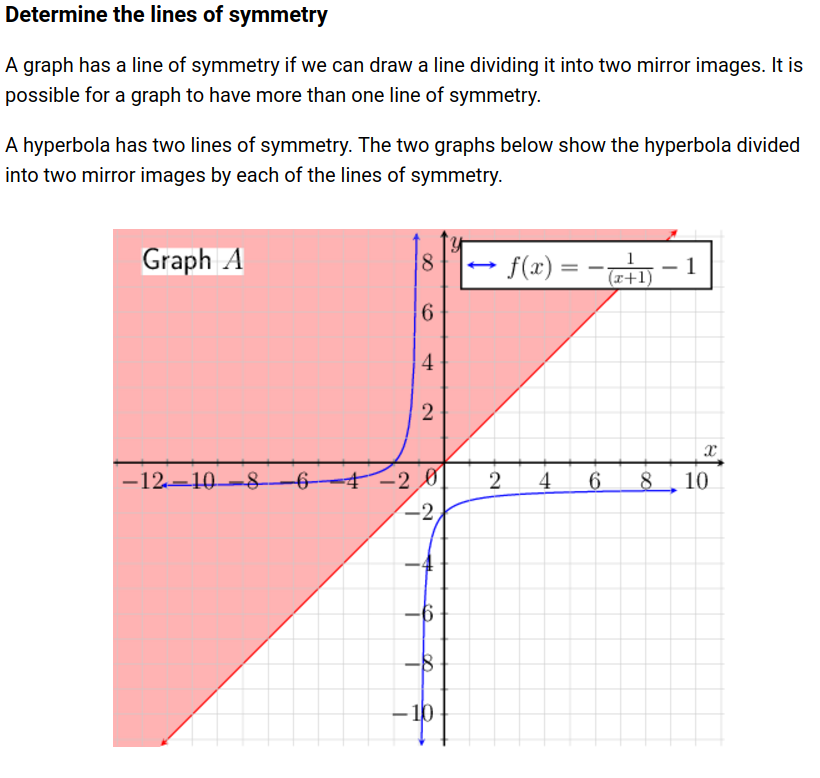 Determine the lines of symmetry
A graph has a line of symmetry if we can draw a line dividing it into two mirror images. It is
possible for a graph to have more than one line of symmetry.
A hyperbola has two lines of symmetry. The two graphs below show the hyperbola divided
into two mirror images by each of the lines of symmetry.
Graph A
y
f(x) = −1/(x+1) − 1
8
6
4
2
x
−12 −10 −8 −6 −4 −2 0 2 4 6 8 10
−2
−4
−6
−8
−10